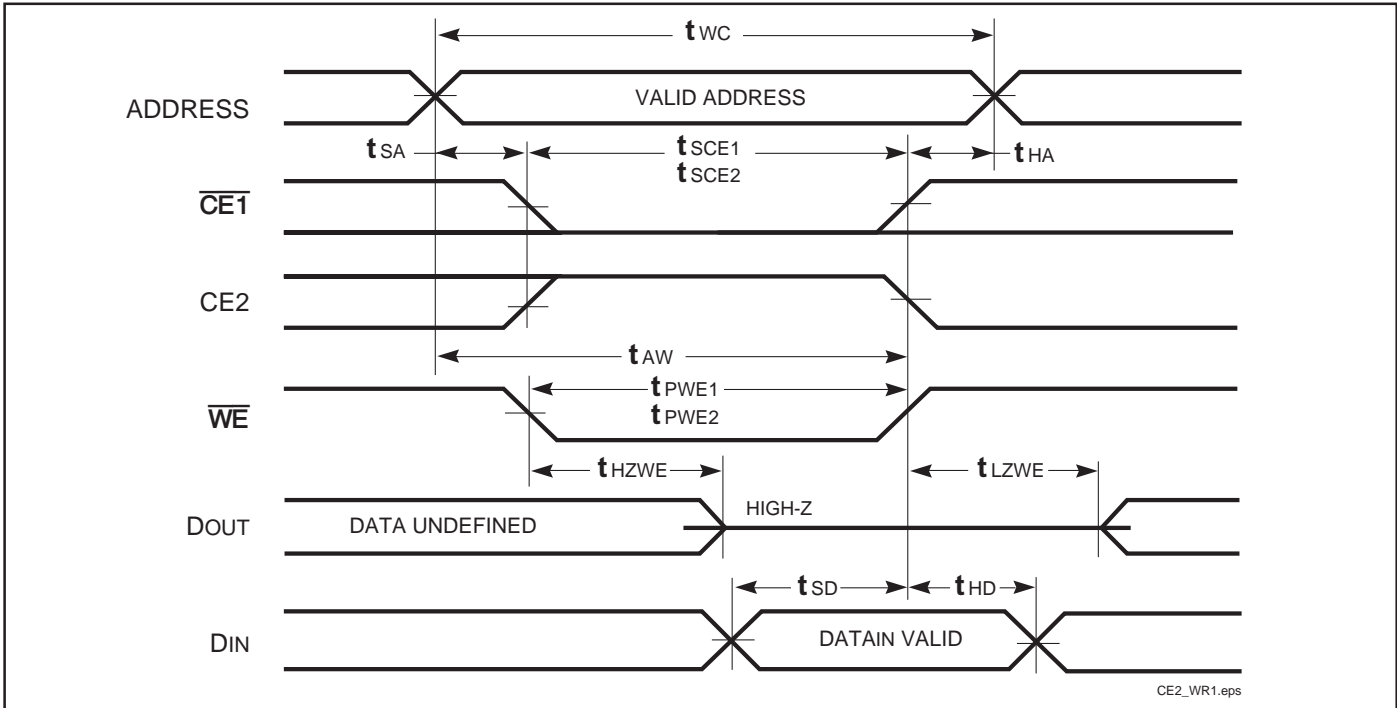 tWC
ADDRESS
VALID ADDRESS
tSA
tSCE1
tSCE2
tHA
CE1
CE2
tAW
WE
tPWE1
tPWE2
tHZWE
tLZWE
DOUT
DATA UNDEFINED
HIGH-Z
tSD
tHD
DIN
DATAIN VALID
CE2_WR1.eps